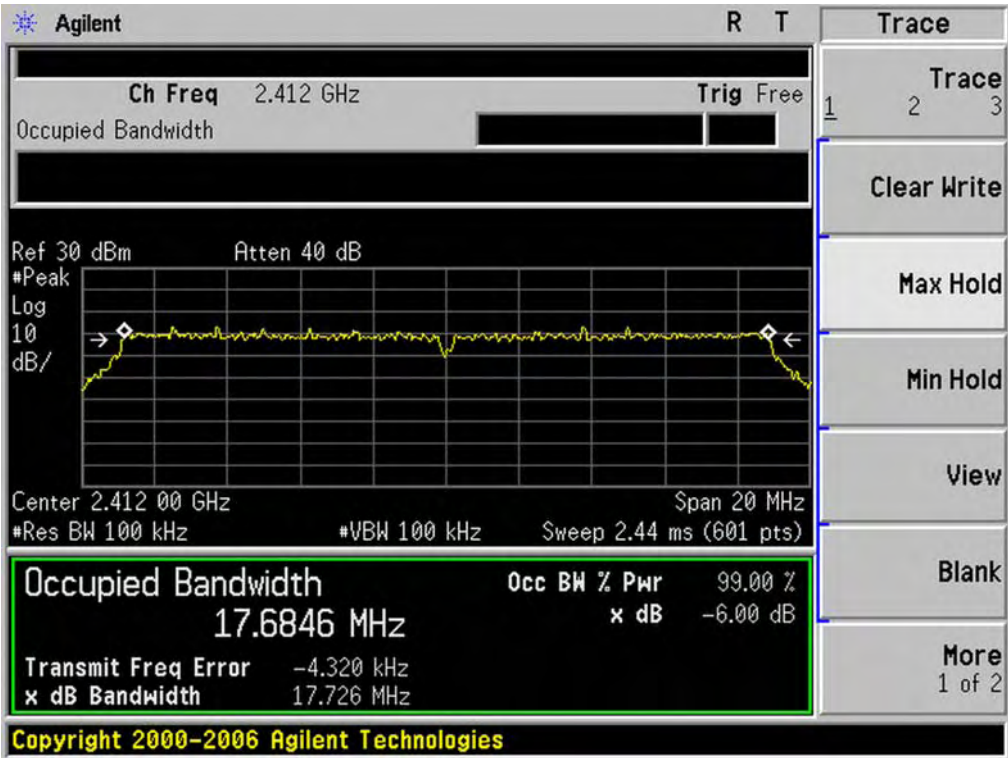 Agilent R T
Ch Freq 2.412 GHz Trig Free
Occupied Bandwidth
Ref 30 dBm Atten 40 dB
#Peak
Log
10
dB/
Center 2.412 00 GHz Span 20 MHz
#Res BW 100 kHz #VBW 100 kHz Sweep 2.44 ms (601 pts)
Occupied Bandwidth
17.6846 MHz
Occ BW % Pwr 99.00 %
x dB -6.00 dB
Transmit Freq Error -4.320 kHz
x dB Bandwidth 17.726 MHz
Copyright 2000-2006 Agilent Technologies
Trace
Trace
1 2 3
Clear Write
Max Hold
Min Hold
View
Blank
More
1 of 2